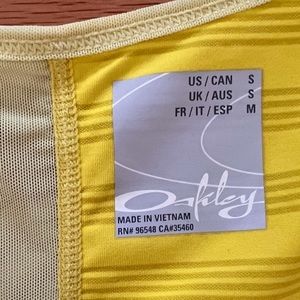 US / CAN S
UK / AUS S
FR / IT / ESP M
Oakley
MADE IN VIETNAM
RN# 96548 CA#35460